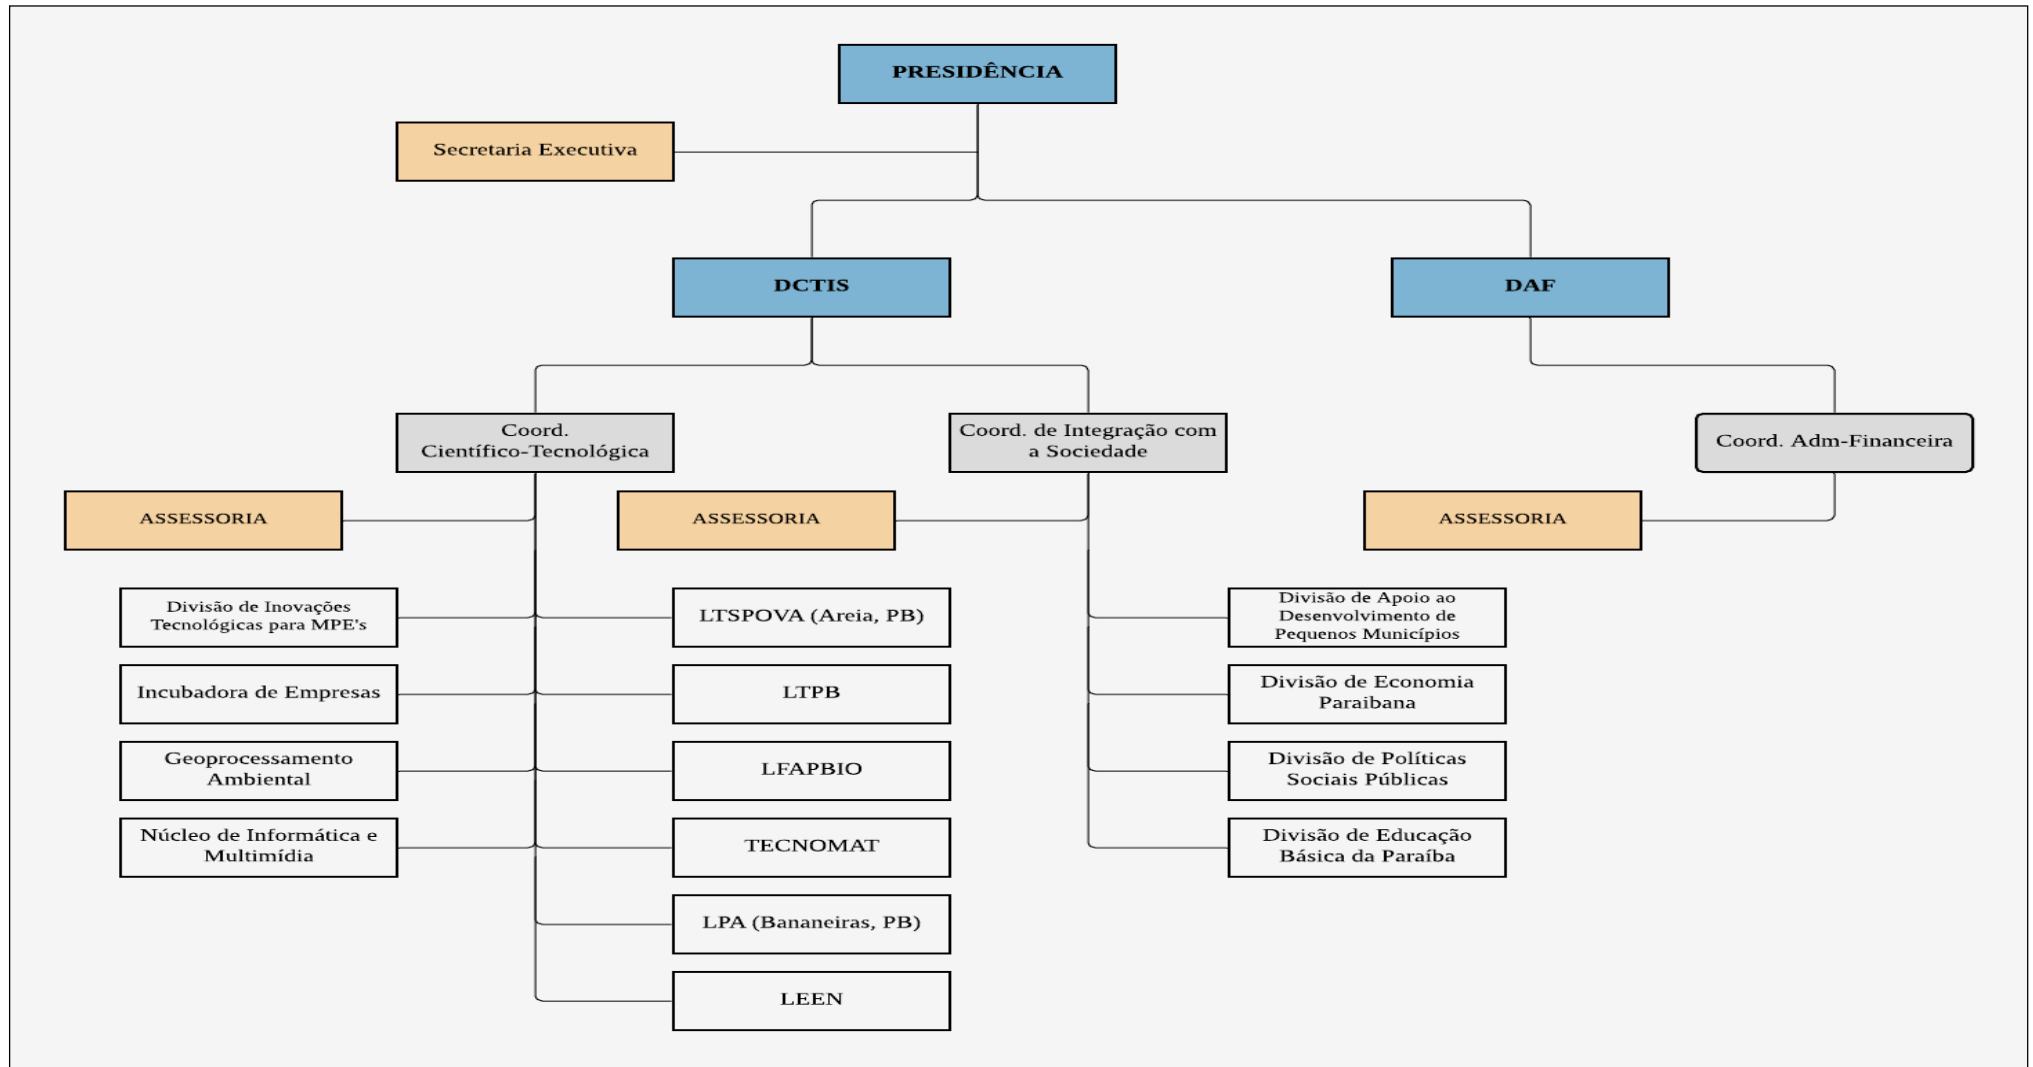 PRESIDÊNCIA
Secretaria Executiva
DCTIS
DAF
Coord.
Científico-Tecnológica
Coord. de Integração com
a Sociedade
Coord. Adm-Financeira
ASSESSORIA
ASSESSORIA
ASSESSORIA
Divisão de Inovações
Tecnológicas para MPE's
LTSPOVA (Areia, PB)
Divisão de Apoio ao
Desenvolvimento de
Pequenos Municípios
Incubadora de Empresas
LTPB
Divisão de Economia
Paraibana
Geoprocessamento
Ambiental
LFAPBIO
Divisão de Políticas
Sociais Públicas
Núcleo de Informática e
Multimídia
TECNOMAT
Divisão de Educação
Básica da Paraíba
LPA (Bananeiras, PB)
LEEN